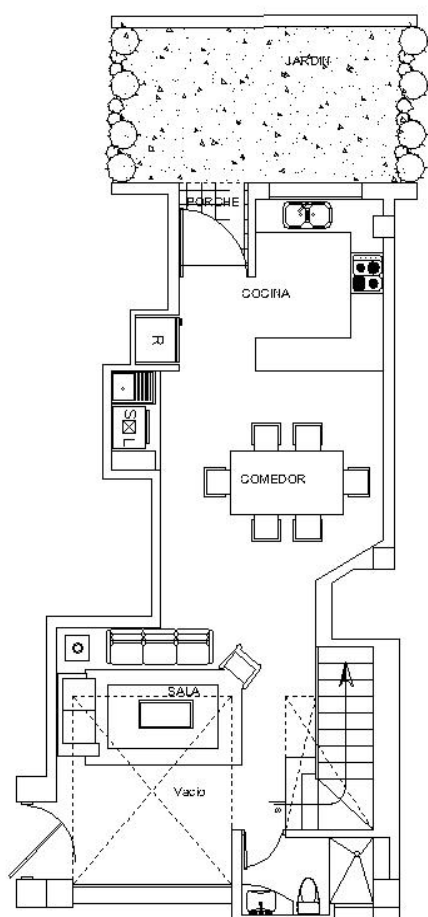 JARDIN
PORCHE
COCINA
R
S L
COMEDOR
SALA
Vacio
s